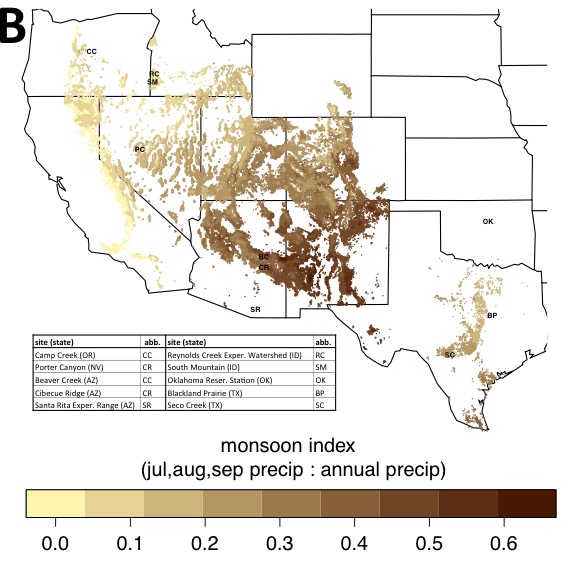 B
CC
RC
SM
PC
OK
BC
CR
SR
BP
SC
site (state) abb. site (state) abb.
Camp Creek (OR) CC Reynolds Creek Exper. Watershed (ID) RC
Porter Canyon (NV) CR South Mountain (ID) SM
Beaver Creek (AZ) CC Oklahoma Reser. Station (OK) OK
Cibecue Ridge (AZ) CR Blackland Prairie (TX) BP
Santa Rita Exper. Range (AZ) SR Seco Creek (TX) SC
monsoon index
(jul,aug,sep precip : annual precip)
0.0 0.1 0.2 0.3 0.4 0.5 0.6